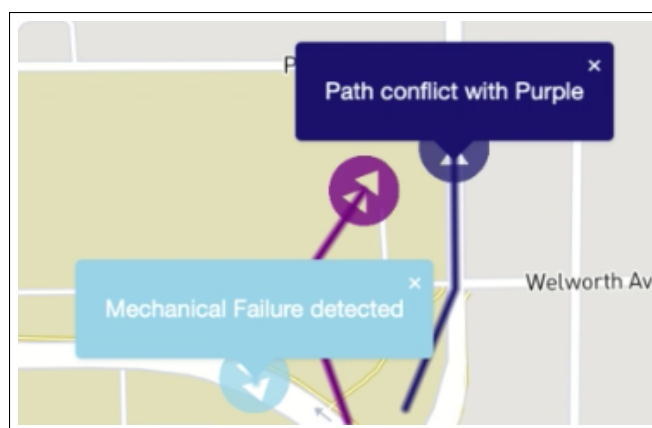 P
Path conflict with Purple
×
Welworth Av
Mechanical Failure detected
×